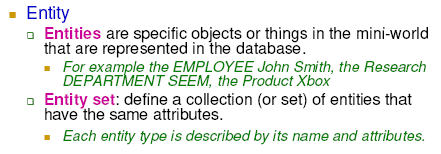 Entity
Entities are specific objects or things in the mini-world
that are represented in the database.
For example the EMPLOYEE John Smith, the Research
DEPARTMENT SEEM, the Product Xbox
Entity set: define a collection (or set) of entities that
have the same attributes.
Each entity type is described by its name and attributes.